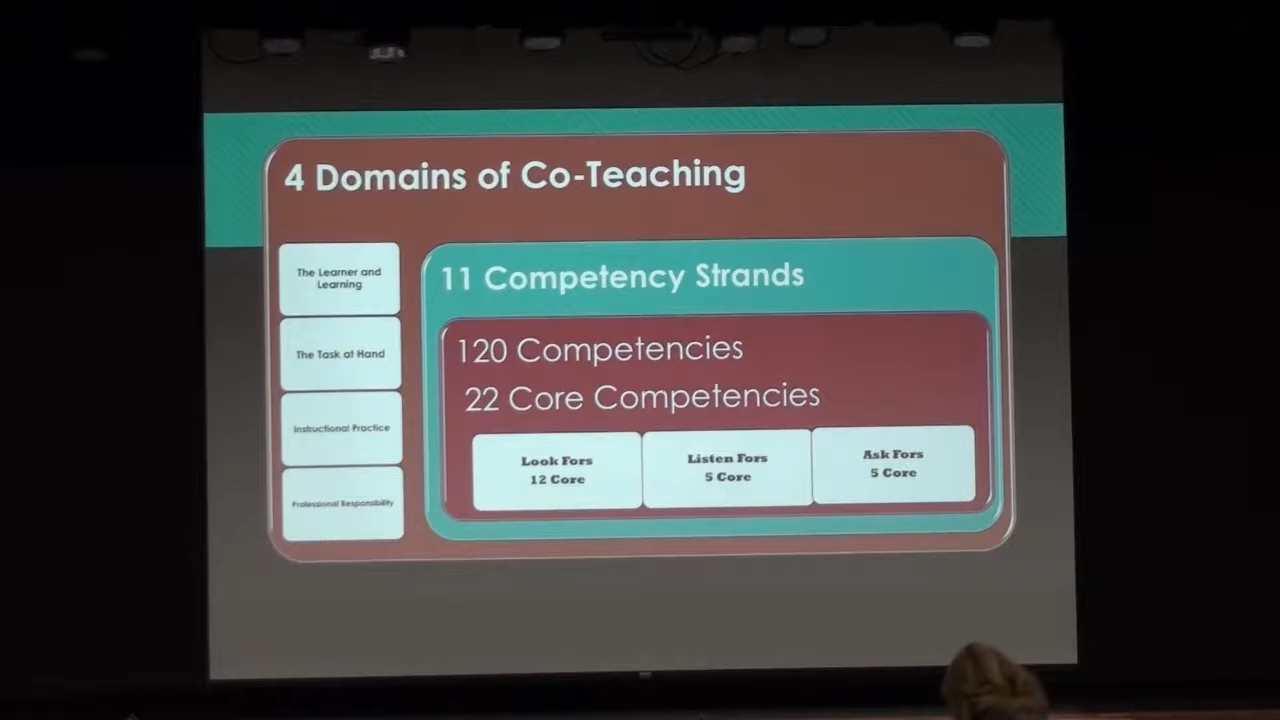 4 Domains of Co-Teaching
The Learner and
Learning
The Task at Hand
Instructional Practice
Professional Responsibility
11 Competency Strands
120 Competencies
22 Core Competencies
Look Fors
12 Core
Listen Fors
5 Core
Ask Fors
5 Core